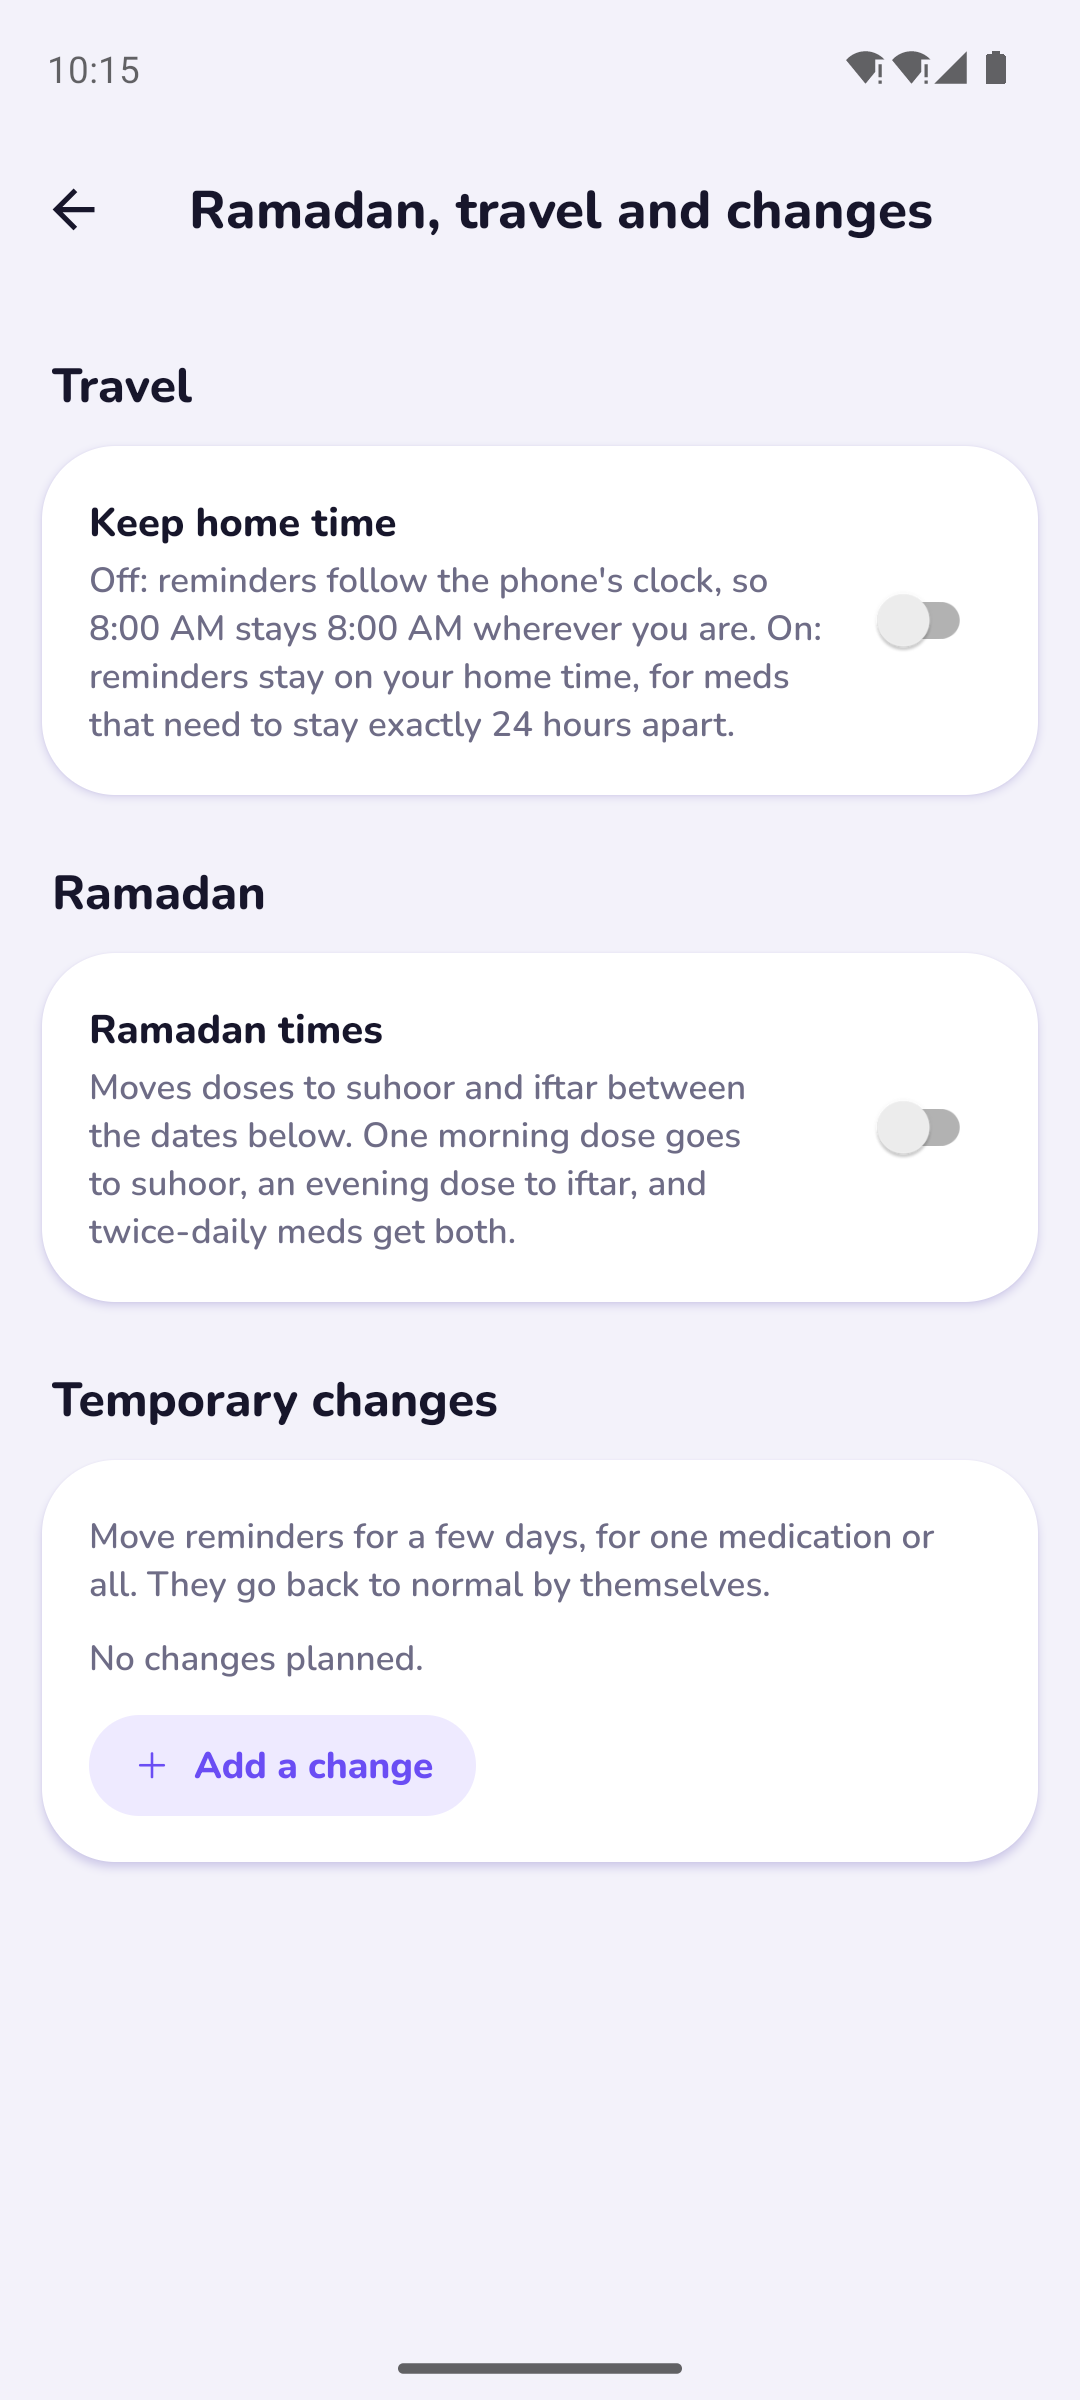 10:15
Ramadan, travel and changes
Travel
Keep home time
Off: reminders follow the phone's clock, so
8:00 AM stays 8:00 AM wherever you are. On:
reminders stay on your home time, for meds
that need to stay exactly 24 hours apart.
Ramadan
Ramadan times
Moves doses to suhoor and iftar between
the dates below. One morning dose goes
to suhoor, an evening dose to iftar, and
twice-daily meds get both.
Temporary changes
Move reminders for a few days, for one medication or
all. They go back to normal by themselves.
No changes planned.
+ Add a change